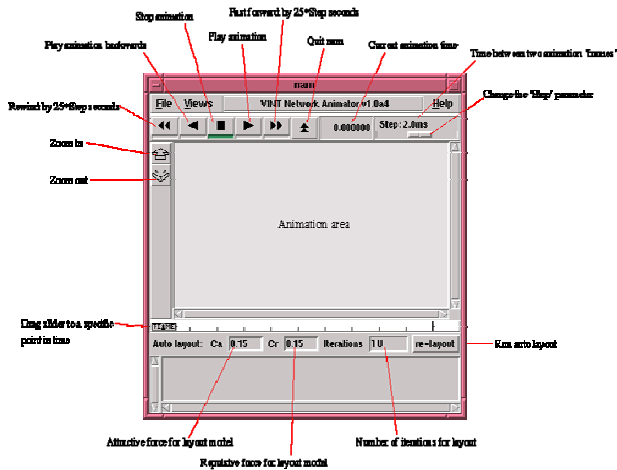 Fast forward by 25*Step seconds
Stop animation
Play animation
Play animation backwards
Quit nam
Current animation time
Time between two animation "frames"
Change the "Step" parameter
Rewind by 25*Step seconds
Zoom in
Zoom out
nam
File Views VINT Network Animator v1.0a4 Help
0.000000 Step: 2.0ms
Animation area
Drag slider to a specific
point in time
TIME
Auto layout: Ca 0.15 Cr 0.15 Iterations 10 re-layout
Run auto layout
Attractive force for layout model
Number of iterations for layout
Repulsive force for layout model